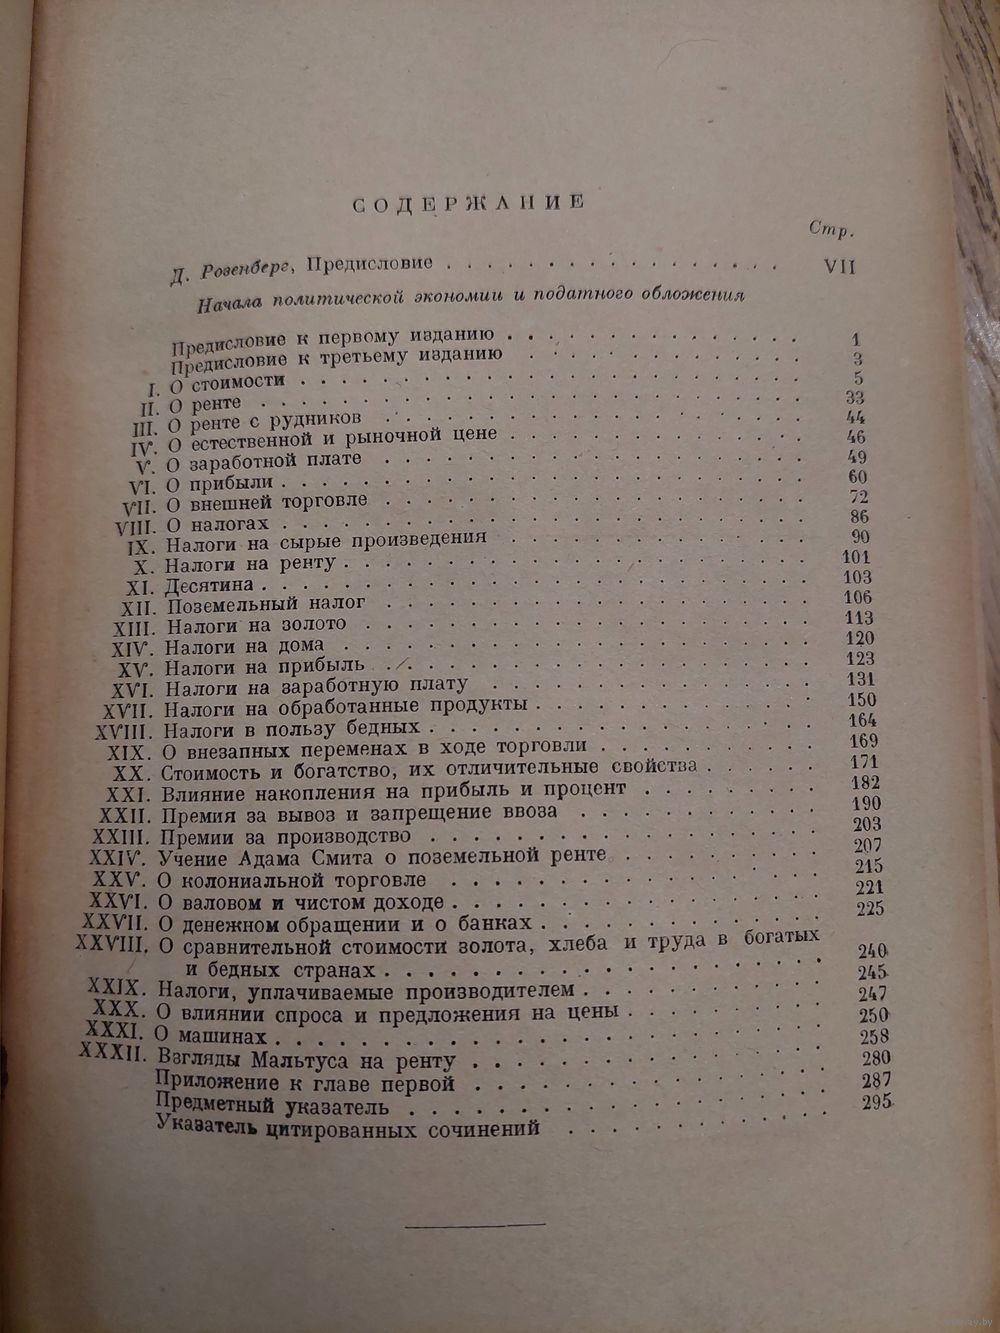 СОДЕРЖАНИЕ
Стр.
Д. Розенберг, Предисловие . . . . . . . . . . VII
Начала политической экономии и податного обложения
Предисловие к первому изданию . . . . . . . . . . 1
Предисловие к третьему изданию . . . . . . . . . . 3
I. О стоимости . . . . . . . . . . 5
II. О ренте . . . . . . . . . . 33
III. О ренте с рудников . . . . . . . . . . 44
IV. О естественной и рыночной цене . . . . . . . . . . 46
V. О заработной плате . . . . . . . . . . 49
VI. О прибыли . . . . . . . . . . 60
VII. О внешней торговле . . . . . . . . . . 72
VIII. О налогах . . . . . . . . . . 86
IX. Налоги на сырые произведения . . . . . . . . . . 90
X. Налоги на ренту . . . . . . . . . . 101
XI. Десятина . . . . . . . . . . 103
XII. Поземельный налог . . . . . . . . . . 106
XIII. Налоги на золото . . . . . . . . . . 113
XIV. Налоги на дома . . . . . . . . . . 120
XV. Налоги на прибыль . . . . . . . . . . 123
XVI. Налоги на заработную плату . . . . . . . . . . 131
XVII. Налоги на обработанные продукты . . . . . . . . . . 150
XVIII. Налоги в пользу бедных . . . . . . . . . . 164
XIX. О внезапных переменах в ходе торговли . . . . . . . . . 169
XX. Стоимость и богатство, их отличительные свойства . . . . . . 171
XXI. Влияние накопления на прибыль и процент . . . . . . . . 182
XXII. Премия за вывоз и запрещение ввоза . . . . . . . . . . 190
XXIII. Премии за производство . . . . . . . . . . 203
XXIV. Учение Адама Смита о поземельной ренте . . . . . . . . . 207
XXV. О колониальной торговле . . . . . . . . . . 215
XXVI. О валовом и чистом доходе . . . . . . . . . . 221
XXVII. О денежном обращении и о банках . . . . . . . . . . 225
XXVIII. О сравнительной стоимости золота, хлеба и труда в богатых
и бедных странах . . . . . . . . . . 240
XXIX. Налоги, уплачиваемые производителем . . . . . . . . . . 245
XXX. О влиянии спроса и предложения на цены . . . . . . . . 247
XXXI. О машинах . . . . . . . . . . 250
XXXII. Взгляды Мальтуса на ренту . . . . . . . . . . 258
Приложение к главе первой . . . . . . . . . . 280
Предметный указатель . . . . . . . . . . 287
Указатель цитированных сочинений . . . . . . . . . . 295